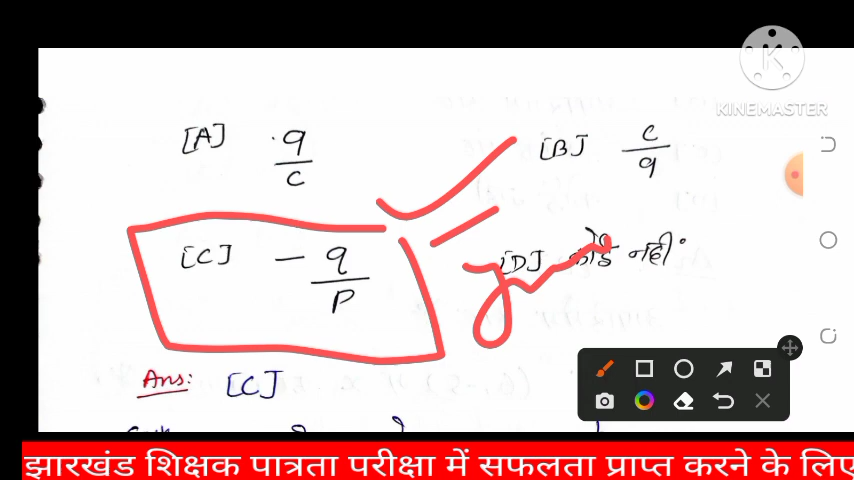 KINEMASTER
[A] q/c
[B] c/q
[C] – q/p
[D] कोई नहीं
Ans: [C]
झारखंड शिक्षक पात्रता परीक्षा में सफलता प्राप्त करने के लिए